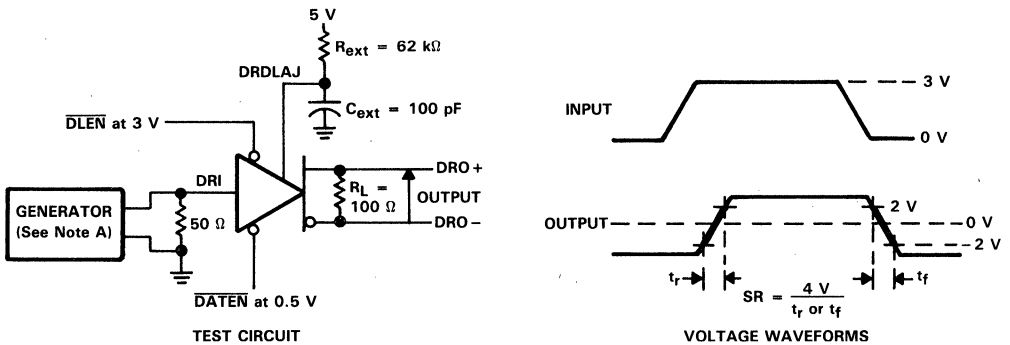 5 V
Rext = 62 kΩ
DRDLAJ
Cext = 100 pF
DLEN at 3 V
DRI
GENERATOR
(See Note A)
50 Ω
RL =
100 Ω
DRO+
OUTPUT
DRO−
DATEN at 0.5 V
TEST CIRCUIT
INPUT
3 V
0 V
OUTPUT
2 V
0 V
−2 V
tr
tf
SR = 4 V
tr or tf
VOLTAGE WAVEFORMS